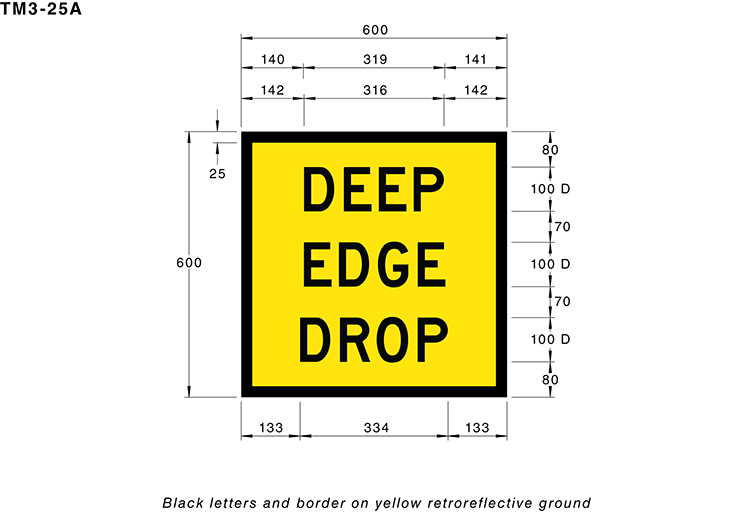 TM3-25A
600
140 319 141
142 316 142
80
25
DEEP
100 D
70
EDGE
600
100 D
70
DROP
100 D
80
133 334 133
Black letters and border on yellow retroreflective ground